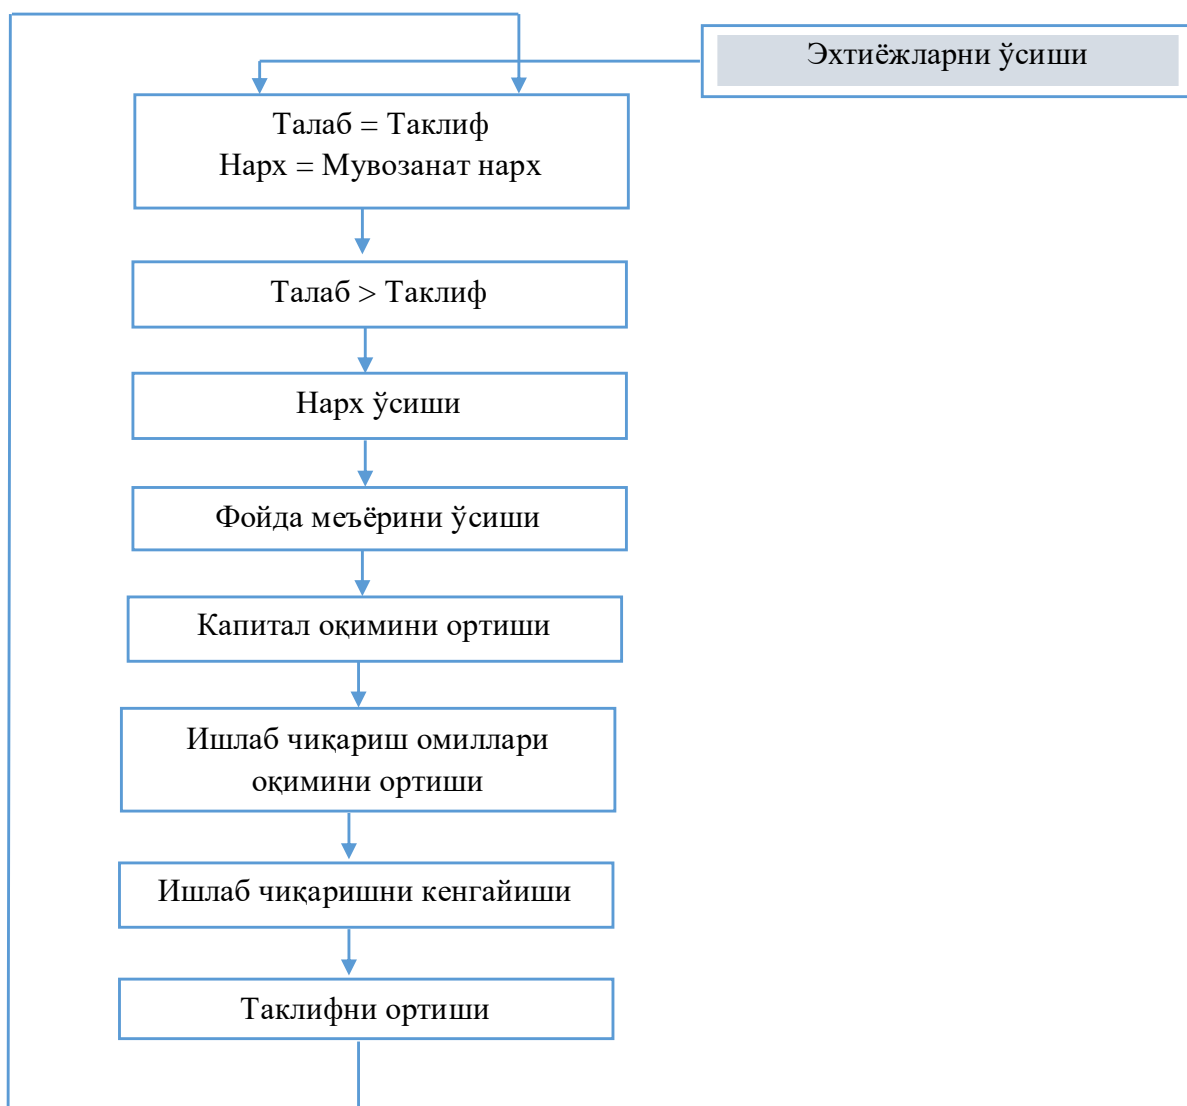 Эхтиёжларни ўсиши
Талаб = Таклиф
Нарх = Мувозанат нарх
Талаб > Таклиф
Нарх ўсиши
Фойда меъёрини ўсиши
Капитал оқимини ортиши
Ишлаб чиқариш омиллари
оқимини ортиши
Ишлаб чиқаришни кенгайиши
Таклифни ортиши